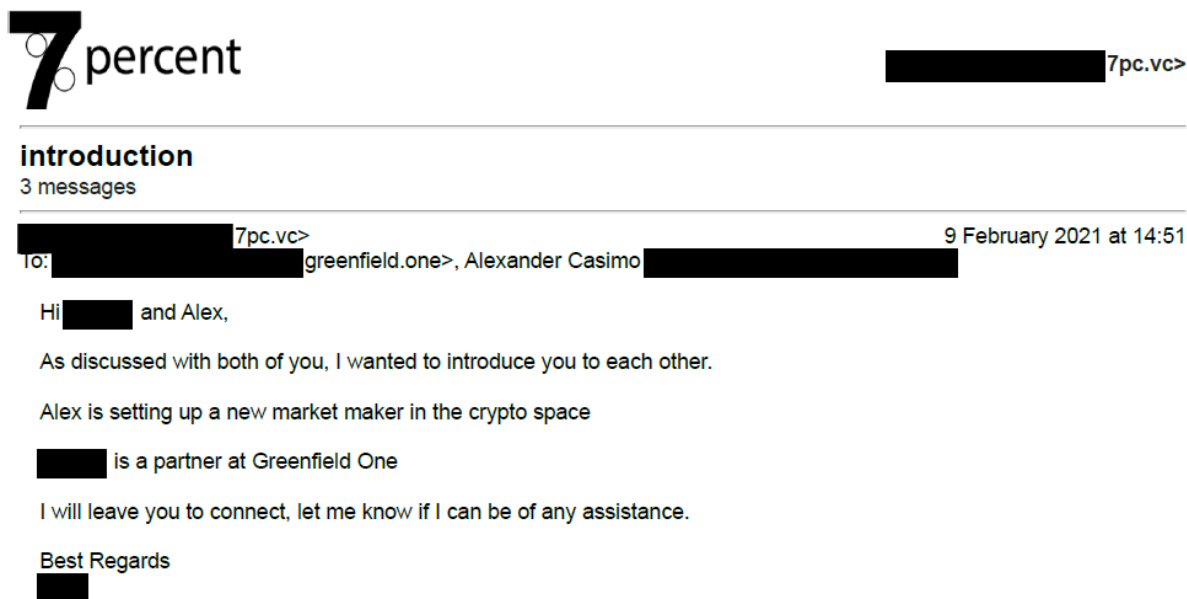 7percent
7pc.vc>
introduction
3 messages
7pc.vc>
9 February 2021 at 14:51
To: greenfield.one>, Alexander Casimo
Hi and Alex,
As discussed with both of you, I wanted to introduce you to each other.
Alex is setting up a new market maker in the crypto space
is a partner at Greenfield One
I will leave you to connect, let me know if I can be of any assistance.
Best Regards